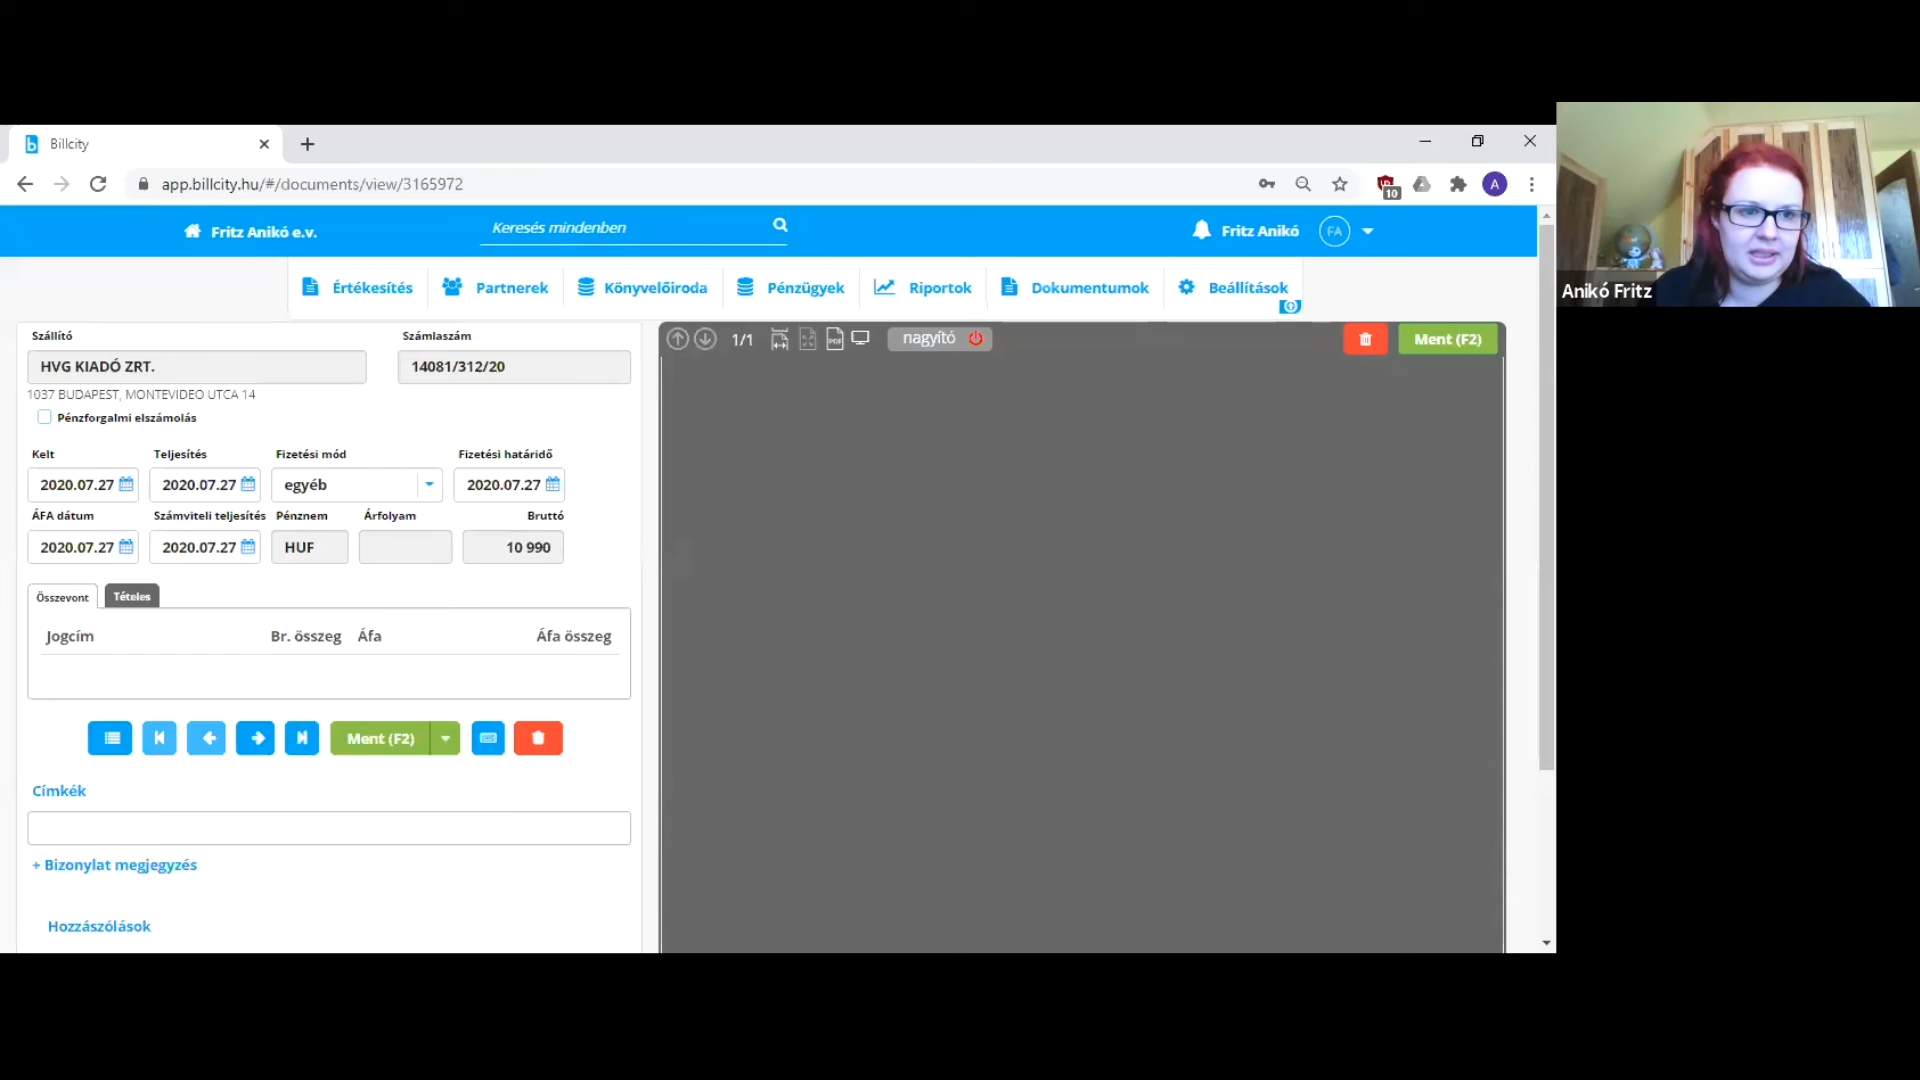 Billcity
app.billcity.hu/#/documents/view/3165972
10
A
Fritz Anikó e.v.
Keresés mindenben
Fritz Anikó
FA
Értékesítés
Partnerek
Könyvelőiroda
Pénzügyek
Riportok
Dokumentumok
Beállítások
Anikó Fritz
Szállító
Számlaszám
HVG KIADÓ ZRT.
14081/312/20
1037 BUDAPEST, MONTEVIDEO UTCA 14
Pénzforgalmi elszámolás
1/1
PDF
nagyító
Ment (F2)
Kelt
Teljesítés
Fizetési mód
Fizetési határidő
2020.07.27
2020.07.27
egyéb
2020.07.27
ÁFA dátum
Számviteli teljesítés
Pénznem
Árfolyam
Bruttó
2020.07.27
2020.07.27
HUF
10 990
Összevont
Tételes
Jogcím
Br. összeg
Áfa
Áfa összeg
Ment (F2)
Címkék
+ Bizonylat megjegyzés
Hozzászólások